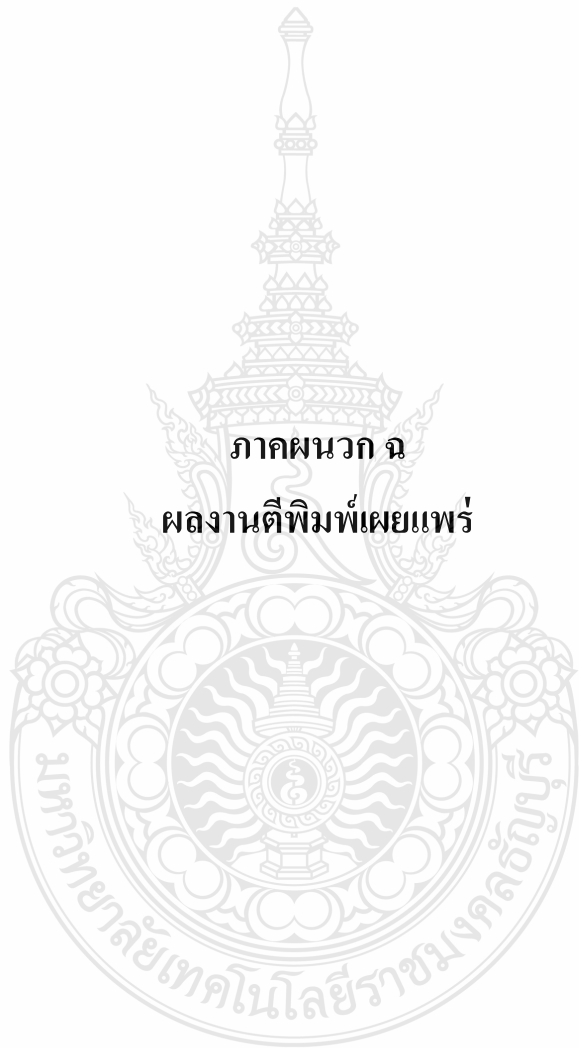 ภาคผนวก ฉ
ผลงานตีพิมพ์เผยแพร่
มหาวิทยาลัยเทคโนโลยีราชมงคลธัญบุรี